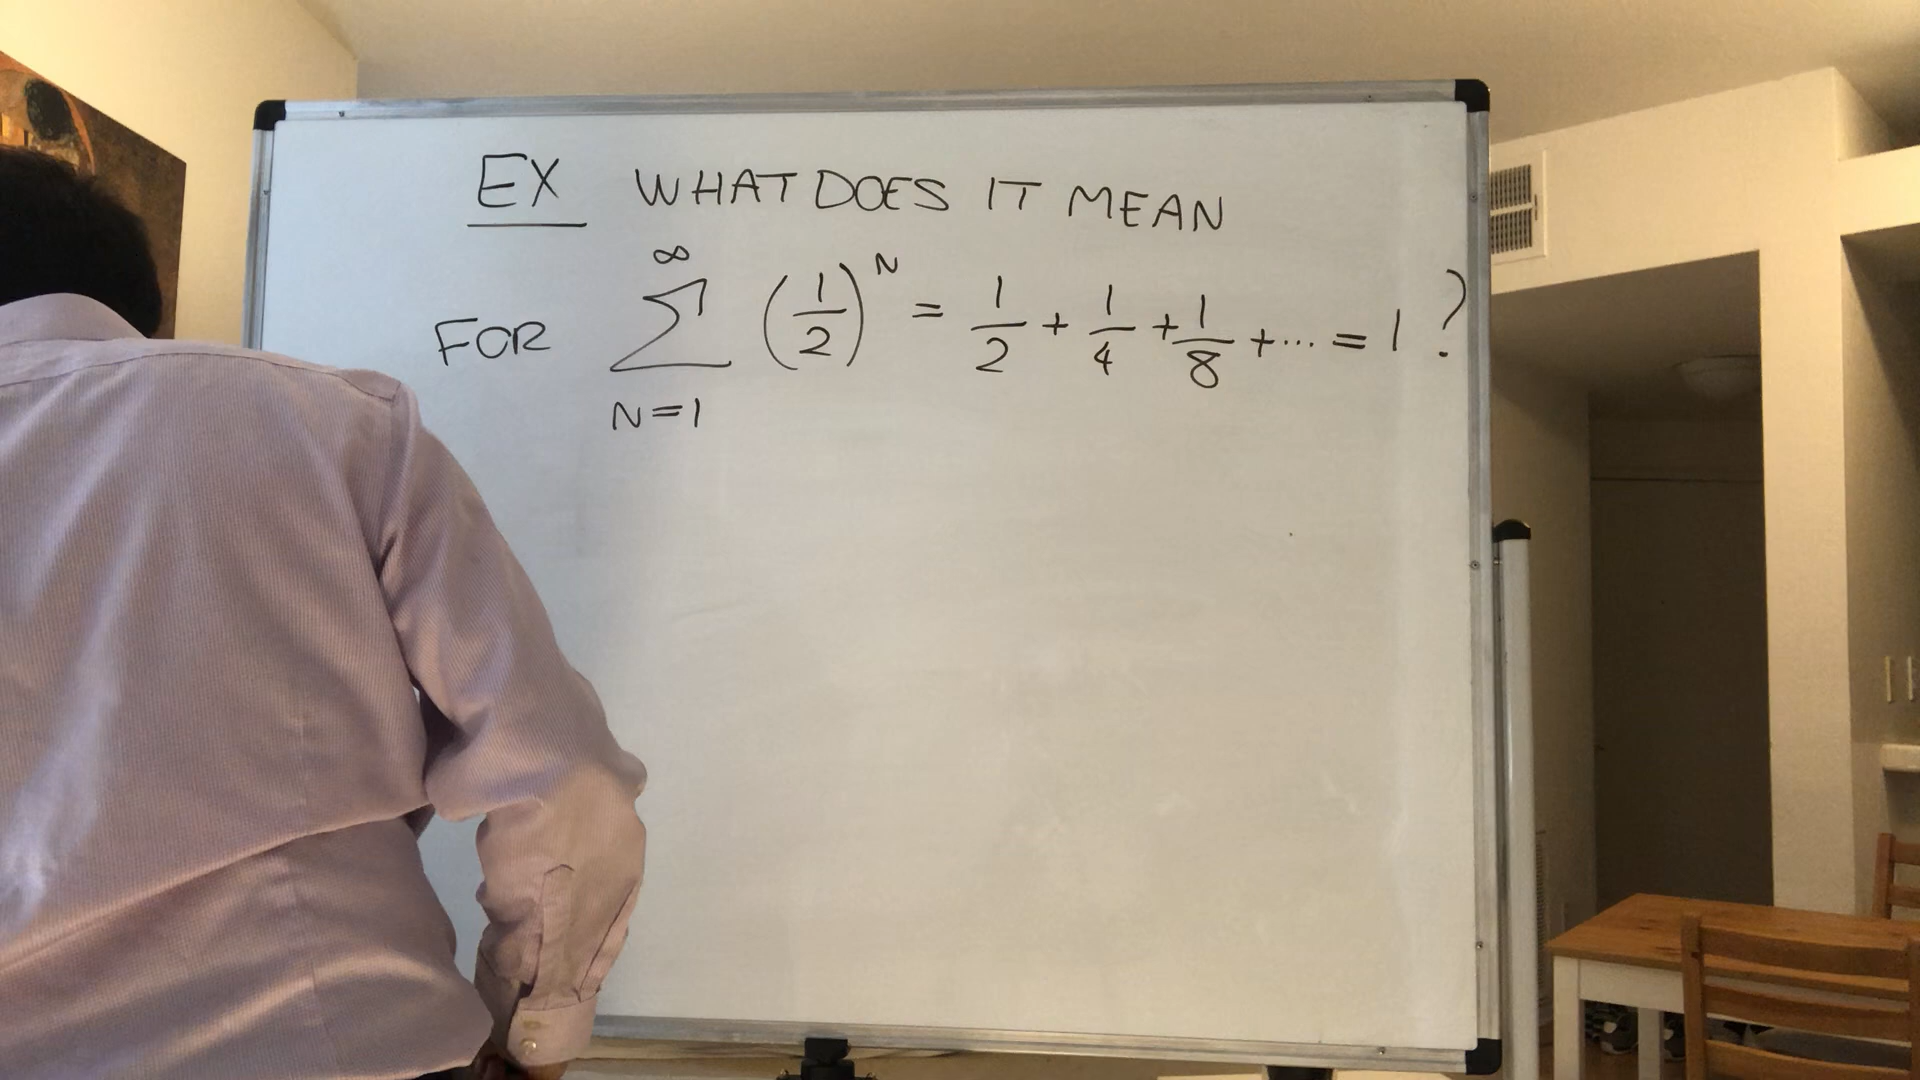 EX WHAT DOES IT MEAN
FOR ∑_{N=1}^{∞} (1/2)^N = 1/2 + 1/4 + 1/8 + ... = 1 ?